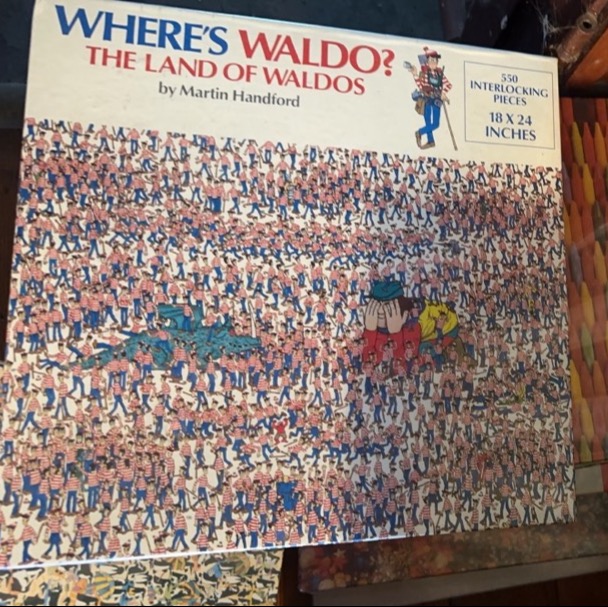 WHERE'S WALDO?
THE LAND OF WALDOS
by Martin Handford
550
INTERLOCKING
PIECES
18 X 24
INCHES